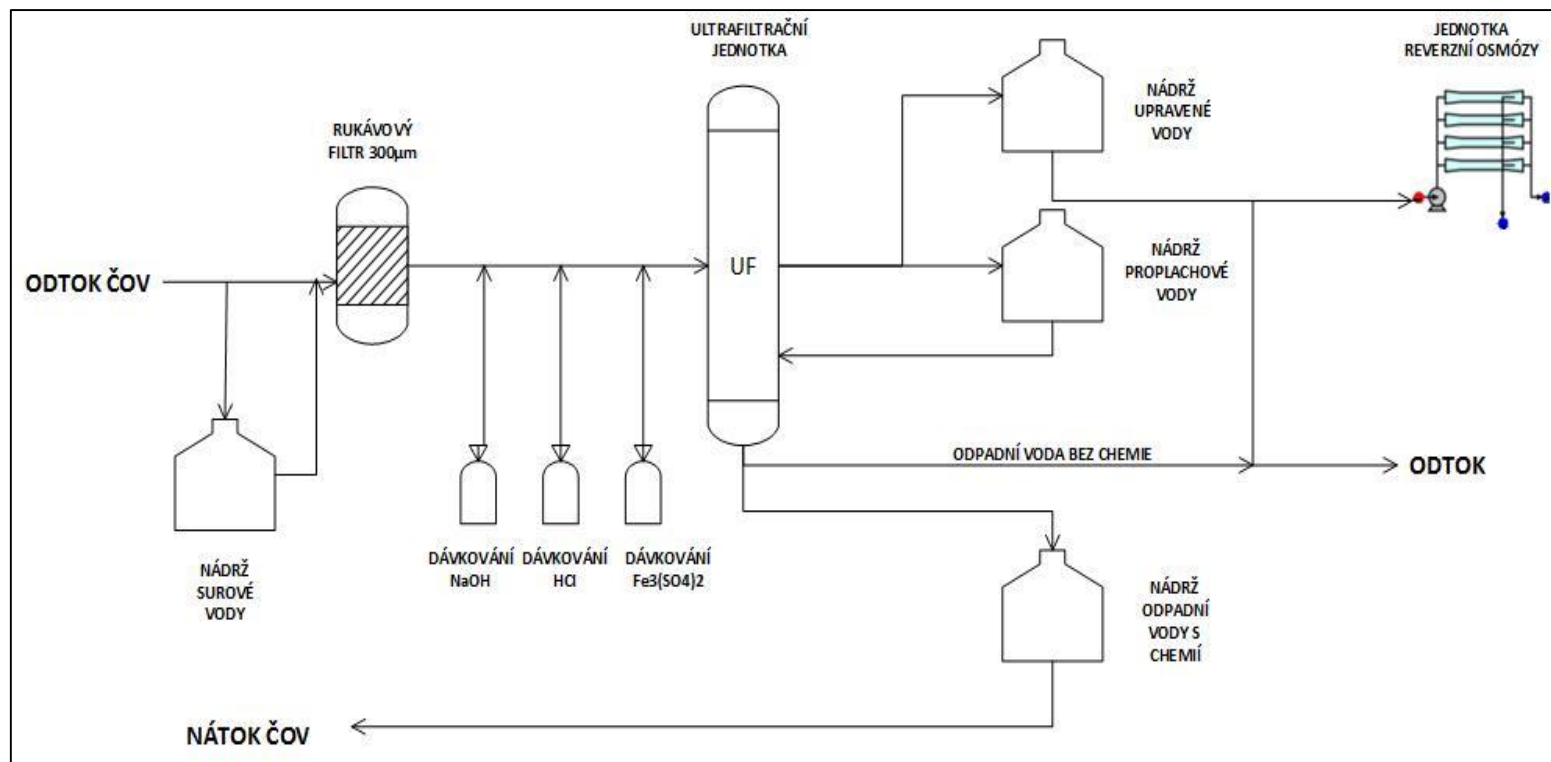 ULTRAFILTRAČNÍ
JEDNOTKA
JEDNOTKA
REVERZNÍ OSMÓZY
NÁDRŽ
UPRAVENÉ
VODY
RUKÁVOVÝ
FILTR 300µm
UF
NÁDRŽ
PROPLACHOVÉ
VODY
ODTOK ČOV
ODPADNÍ VODA BEZ CHEMIE
ODTOK
DÁVKOVÁNÍ
NaOH
DÁVKOVÁNÍ
HCl
DÁVKOVÁNÍ
Fe3(SO4)2
NÁDRŽ
SUROVÉ
VODY
NÁDRŽ
ODPADNÍ
VODY S
CHEMIÍ
NÁTOK ČOV